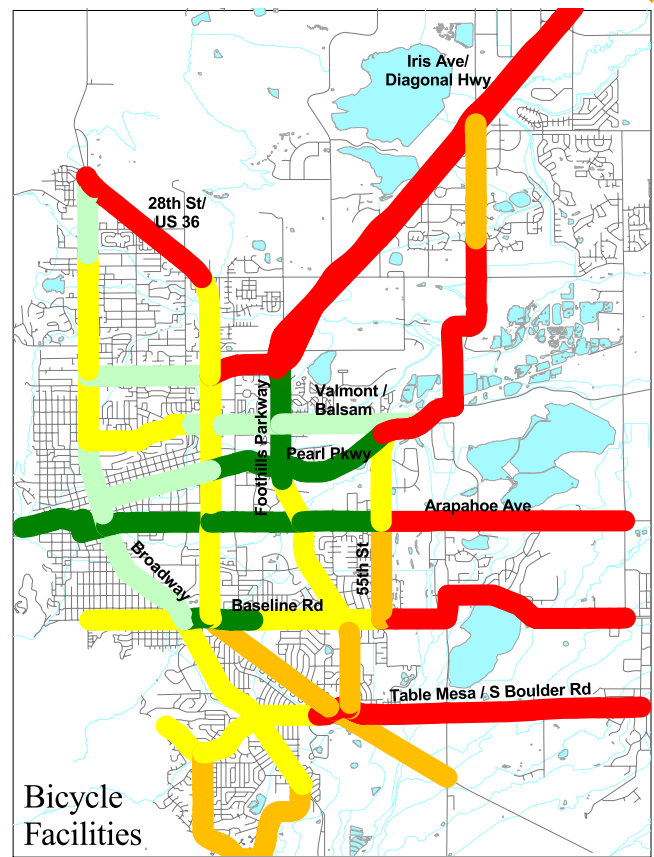 Iris Ave/
Diagonal Hwy
28th St/
US 36
Valmont /
Balsam
Foothills Parkway
Pearl Pkwy
Arapahoe Ave
Broadway
55th St
Baseline Rd
Table Mesa / S Boulder Rd
Bicycle
Facilities